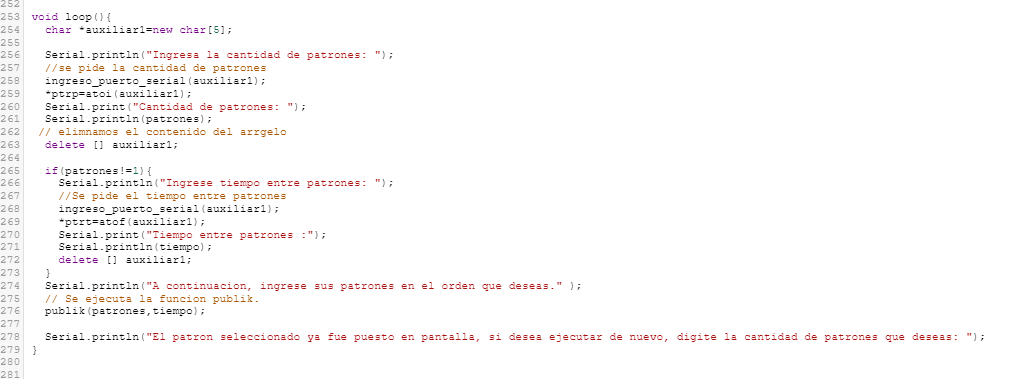 252
253 void loop(){
254 char *auxiliar1=new char[5];
255
256 Serial.println("Ingresa la cantidad de patrones: ");
257 //se pide la cantidad de patrones
258 ingreso_puerto_serial(auxiliar1);
259 *ptrp=atoi(auxiliar1);
260 Serial.print("Cantidad de patrones: ");
261 Serial.println(patrones);
262 // elimnamos el contenido del arrgelo
263 delete [] auxiliar1;
264
265 if(patrones!=1){
266 Serial.println("Ingrese tiempo entre patrones: ");
267 //Se pide el tiempo entre patrones
268 ingreso_puerto_serial(auxiliar1);
269 *ptrt=atof(auxiliar1);
270 Serial.print("Tiempo entre patrones :");
271 Serial.println(tiempo);
272 delete [] auxiliar1;
273 }
274 Serial.println("A continuacion, ingrese sus patrones en el orden que deseas." );
275 // Se ejecuta la funcion publik.
276 publik(patrones,tiempo);
277
278 Serial.println("El patron seleccionado ya fue puesto en pantalla, si desea ejecutar de nuevo, digite la cantidad de patrones que deseas: ");
279 }
280
281